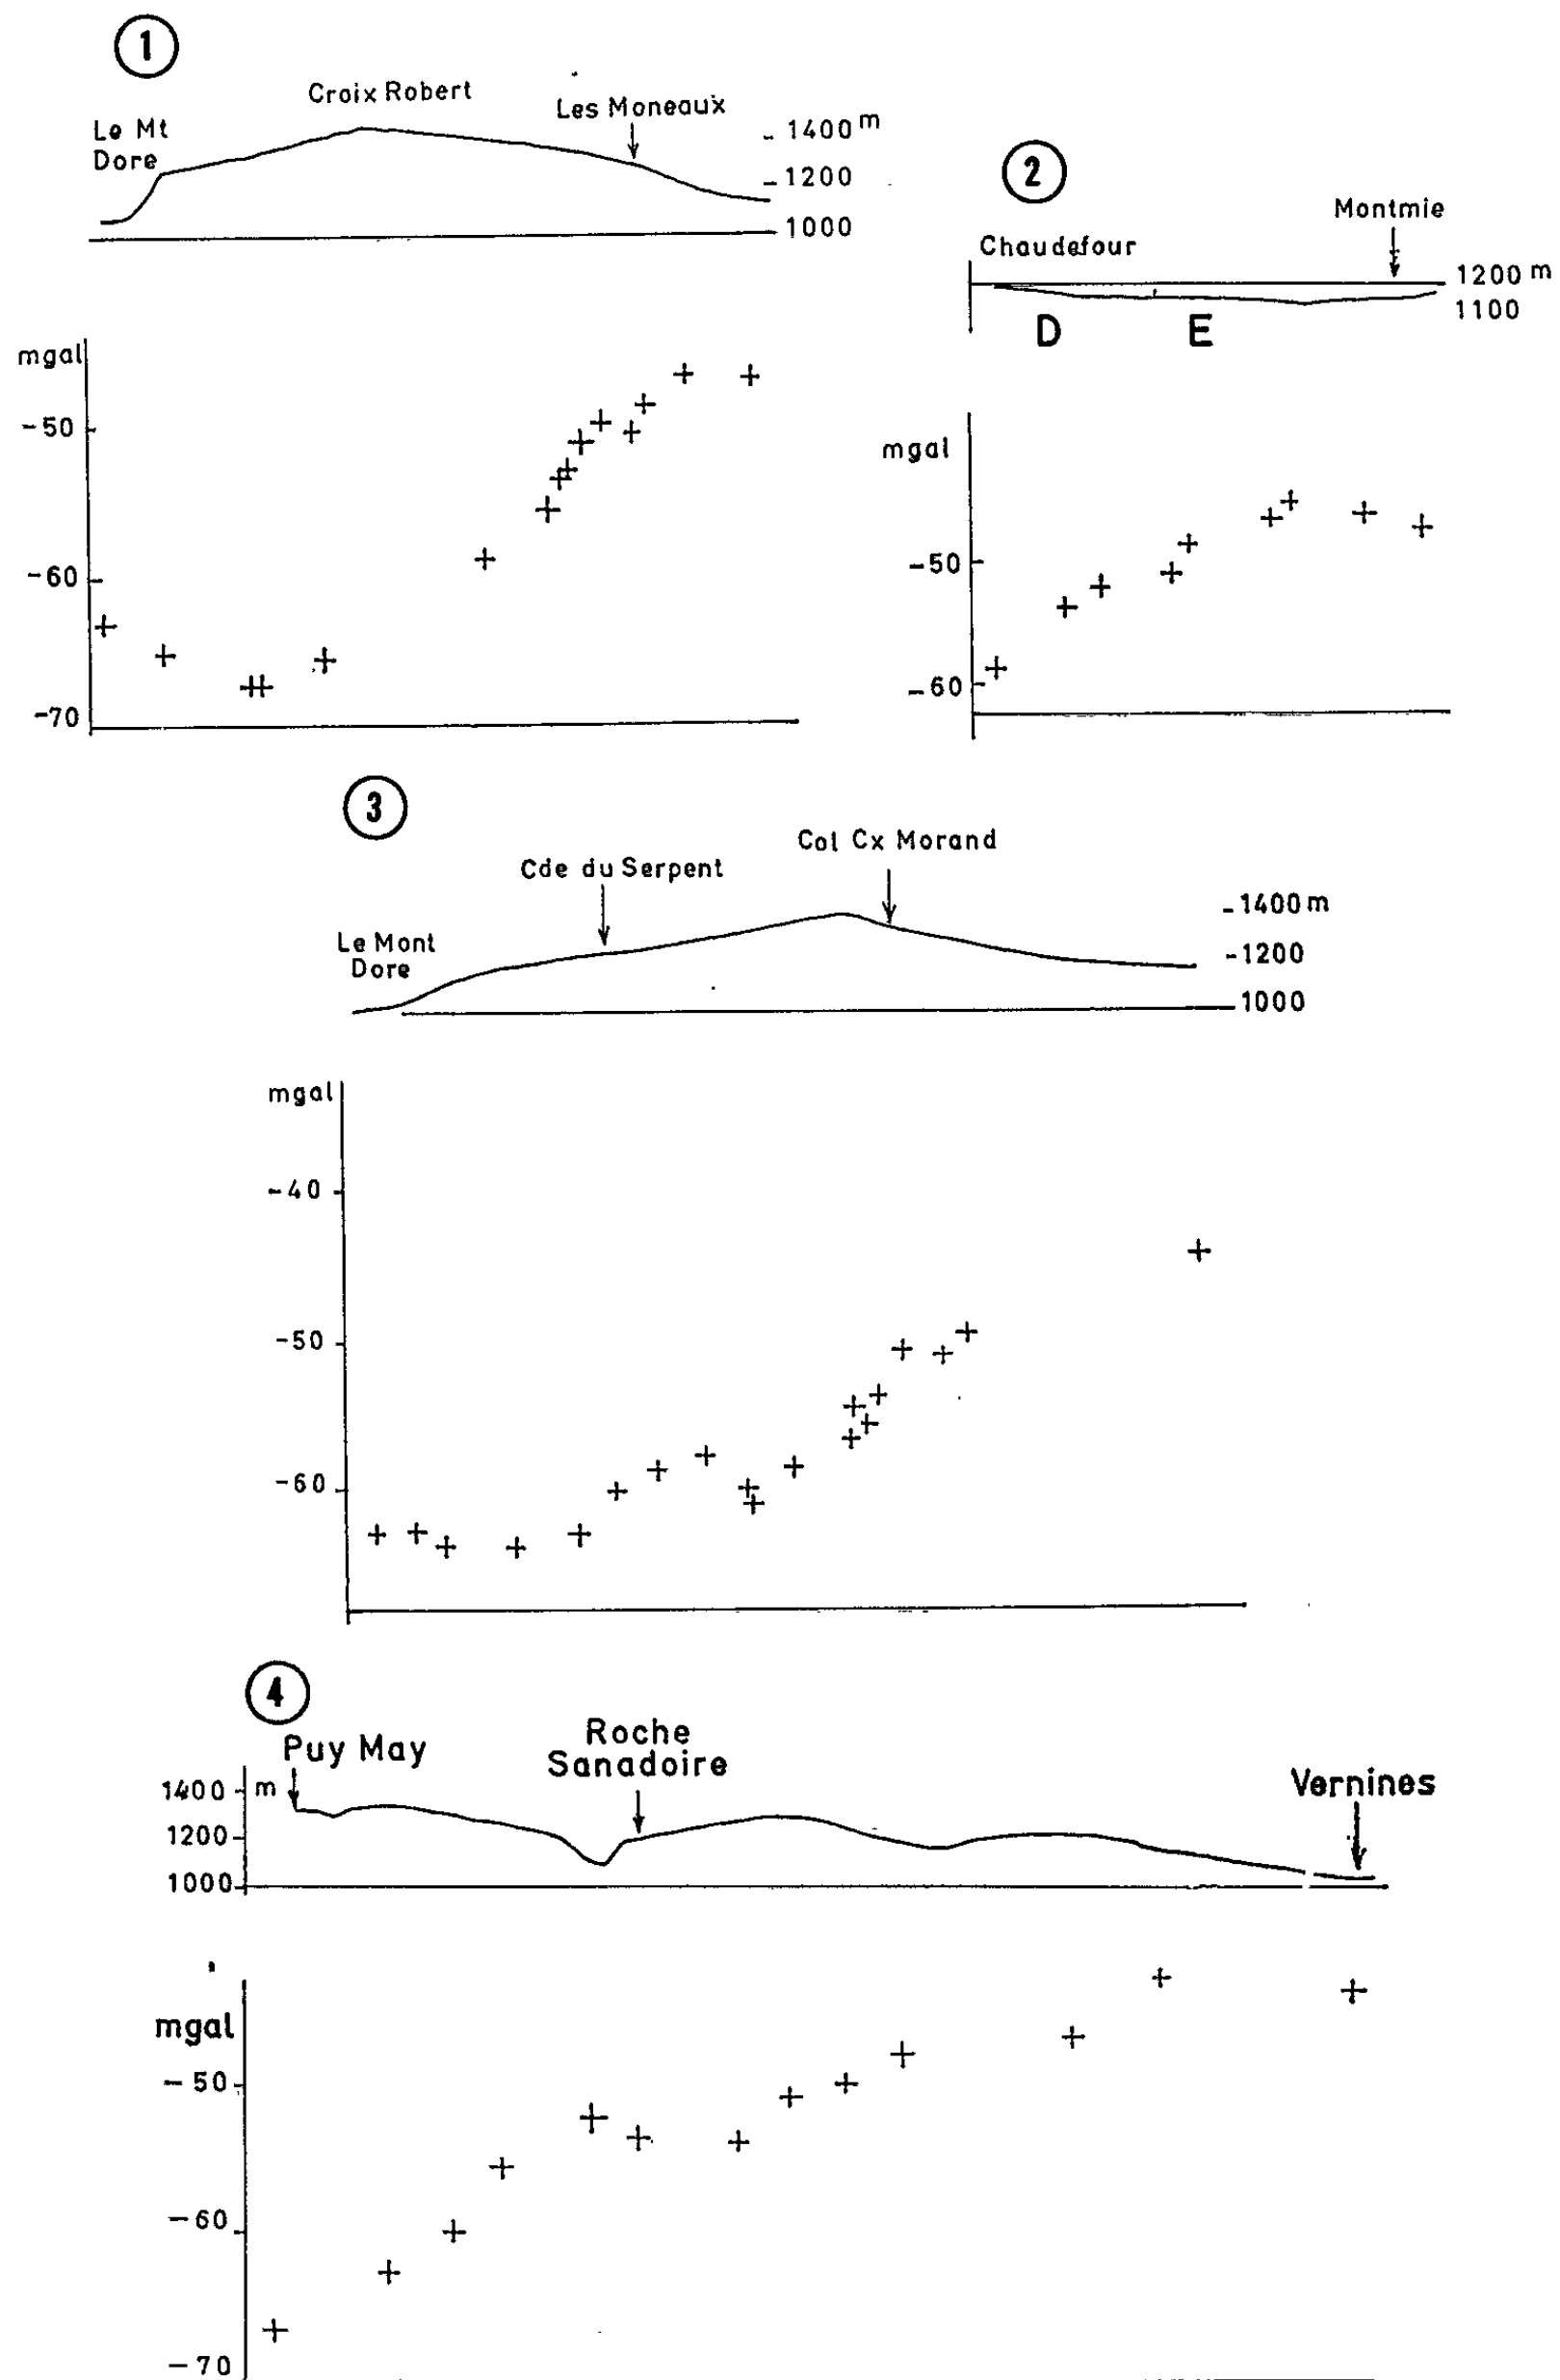 1
Croix Robert
Les Moneaux
Le Mt
Dore
- 1400 m
- 1200
1000
mgal
-50
-60
-70
2
Montmie
Chaudefour
1200 m
1100
D
E
mgal
-50
-60
3
Col Cx Morand
Cde du Serpent
Le Mont
Dore
-1400 m
-1200
1000
mgal
-40
-50
-60
4
Puy May
Roche
Sanadoire
Vernines
1400 m
1200
1000
mgal
-50
-60
-70